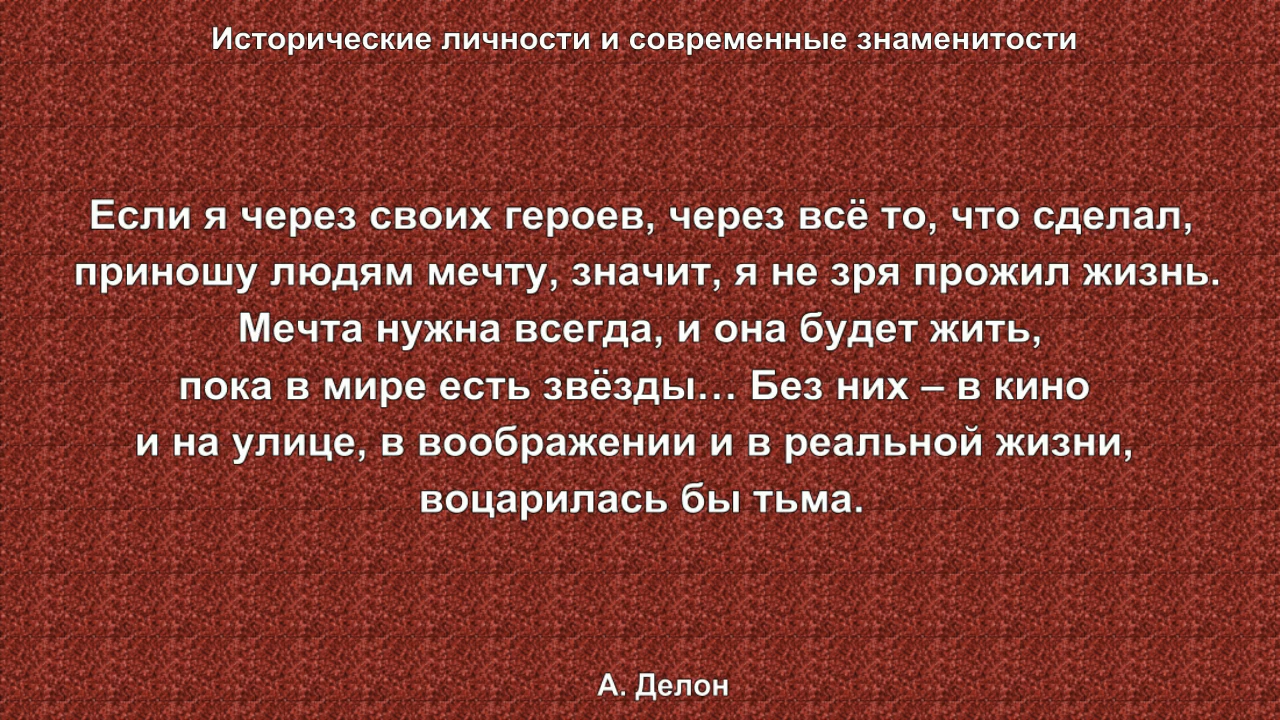 Исторические личности и современные знаменитости
Если я через своих героев, через всё то, что сделал,
приношу людям мечту, значит, я не зря прожил жизнь.
Мечта нужна всегда, и она будет жить,
пока в мире есть звёзды… Без них – в кино
и на улице, в воображении и в реальной жизни,
воцарилась бы тьма.
А. Делон